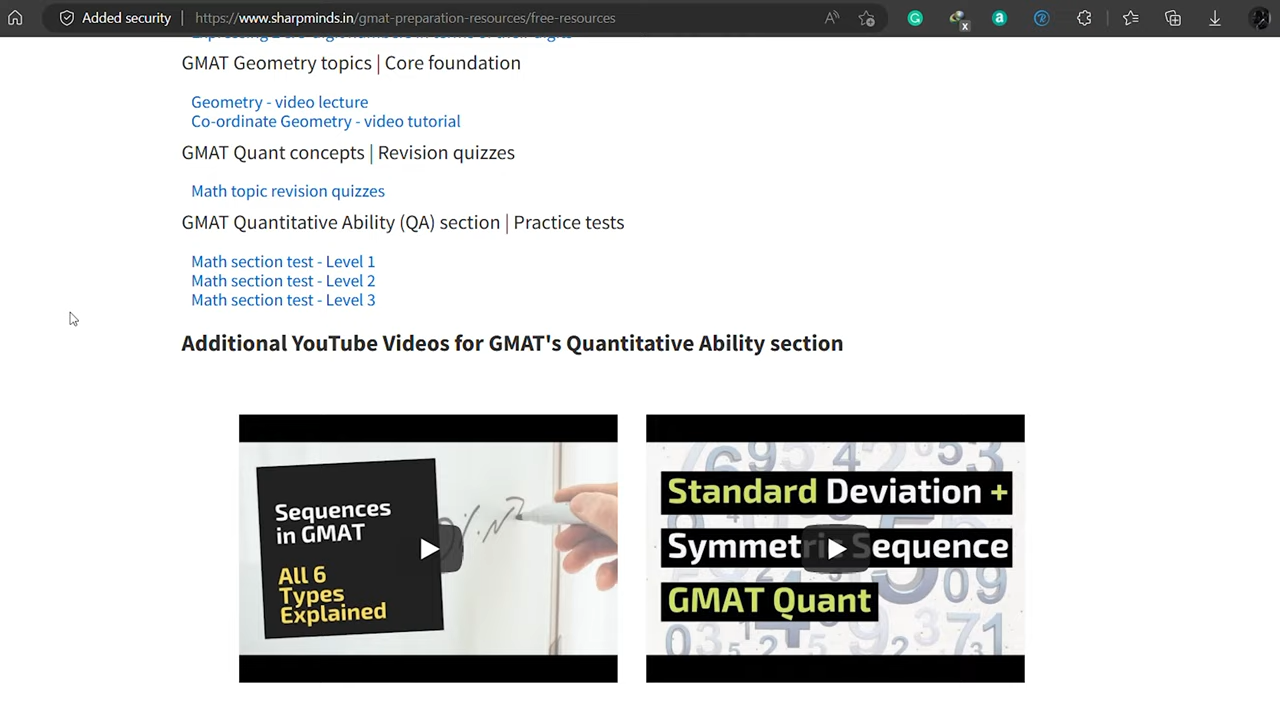 Added security
https://www.sharpminds.in/gmat-preparation-resources/free-resources
GMAT Geometry topics | Core foundation
Geometry - video lecture
Co-ordinate Geometry - video tutorial
GMAT Quant concepts | Revision quizzes
Math topic revision quizzes
GMAT Quantitative Ability (QA) section | Practice tests
Math section test - Level 1
Math section test - Level 2
Math section test - Level 3
Additional YouTube Videos for GMAT's Quantitative Ability section
Sequences
in GMAT
All 6
Types
Explained
Standard Deviation +
Symmetric Sequence
GMAT Quant